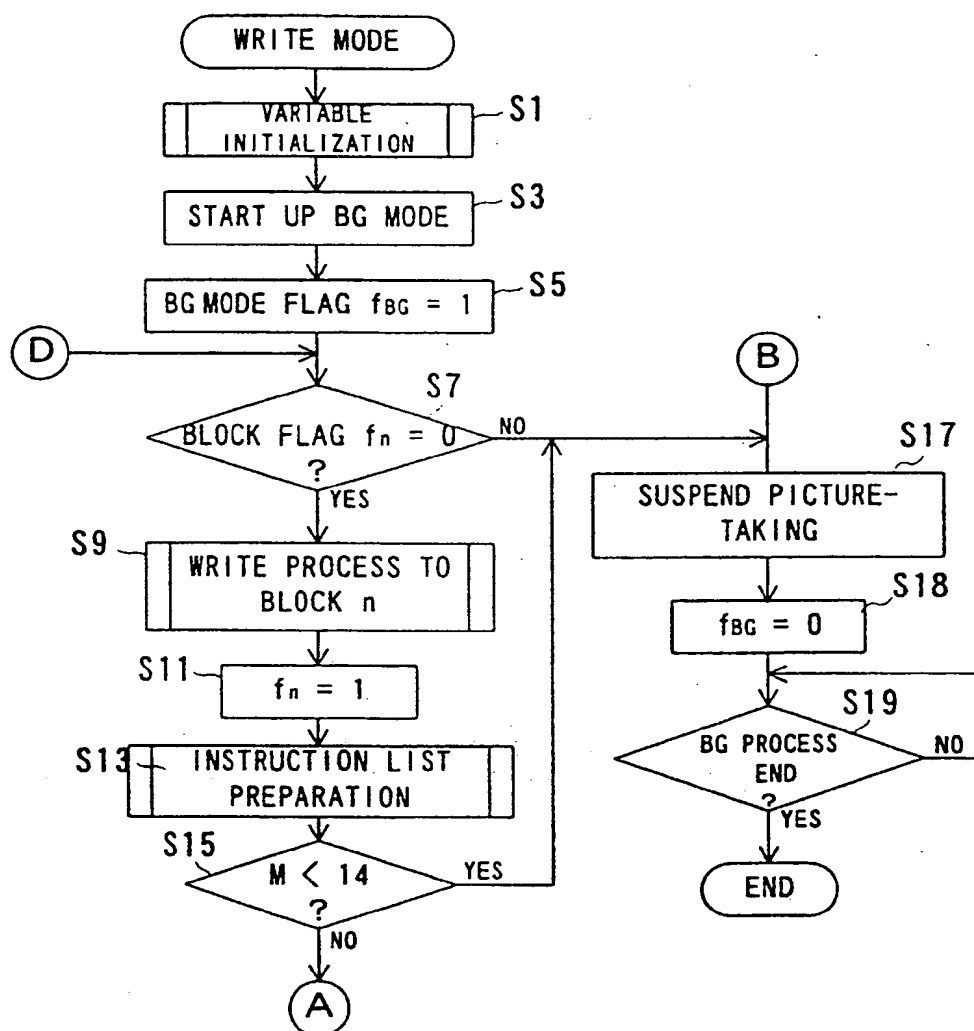 WRITE MODE
VARIABLE
INITIALIZATION
S1
START UP BG MODE
S3
BG MODE FLAG fBG = 1
S5
D
S7
BLOCK FLAG fn = 0
?
NO
YES
S9
WRITE PROCESS TO
BLOCK n
S11
fn = 1
S13
INSTRUCTION LIST
PREPARATION
S15
M < 14
?
YES
NO
A
B
S17
SUSPEND PICTURE-
TAKING
S18
fBG = 0
S19
BG PROCESS
END
?
NO
YES
END